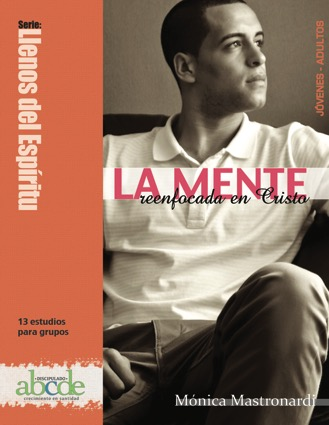 Serie:
Llenos del Espíritu
JÓVENES - ADULTOS
LA MENTE
reenfocada en Cristo
13 estudios
para grupos
DISCIPULADO
abcde
crecimiento en santidad
Mónica Mastronardi